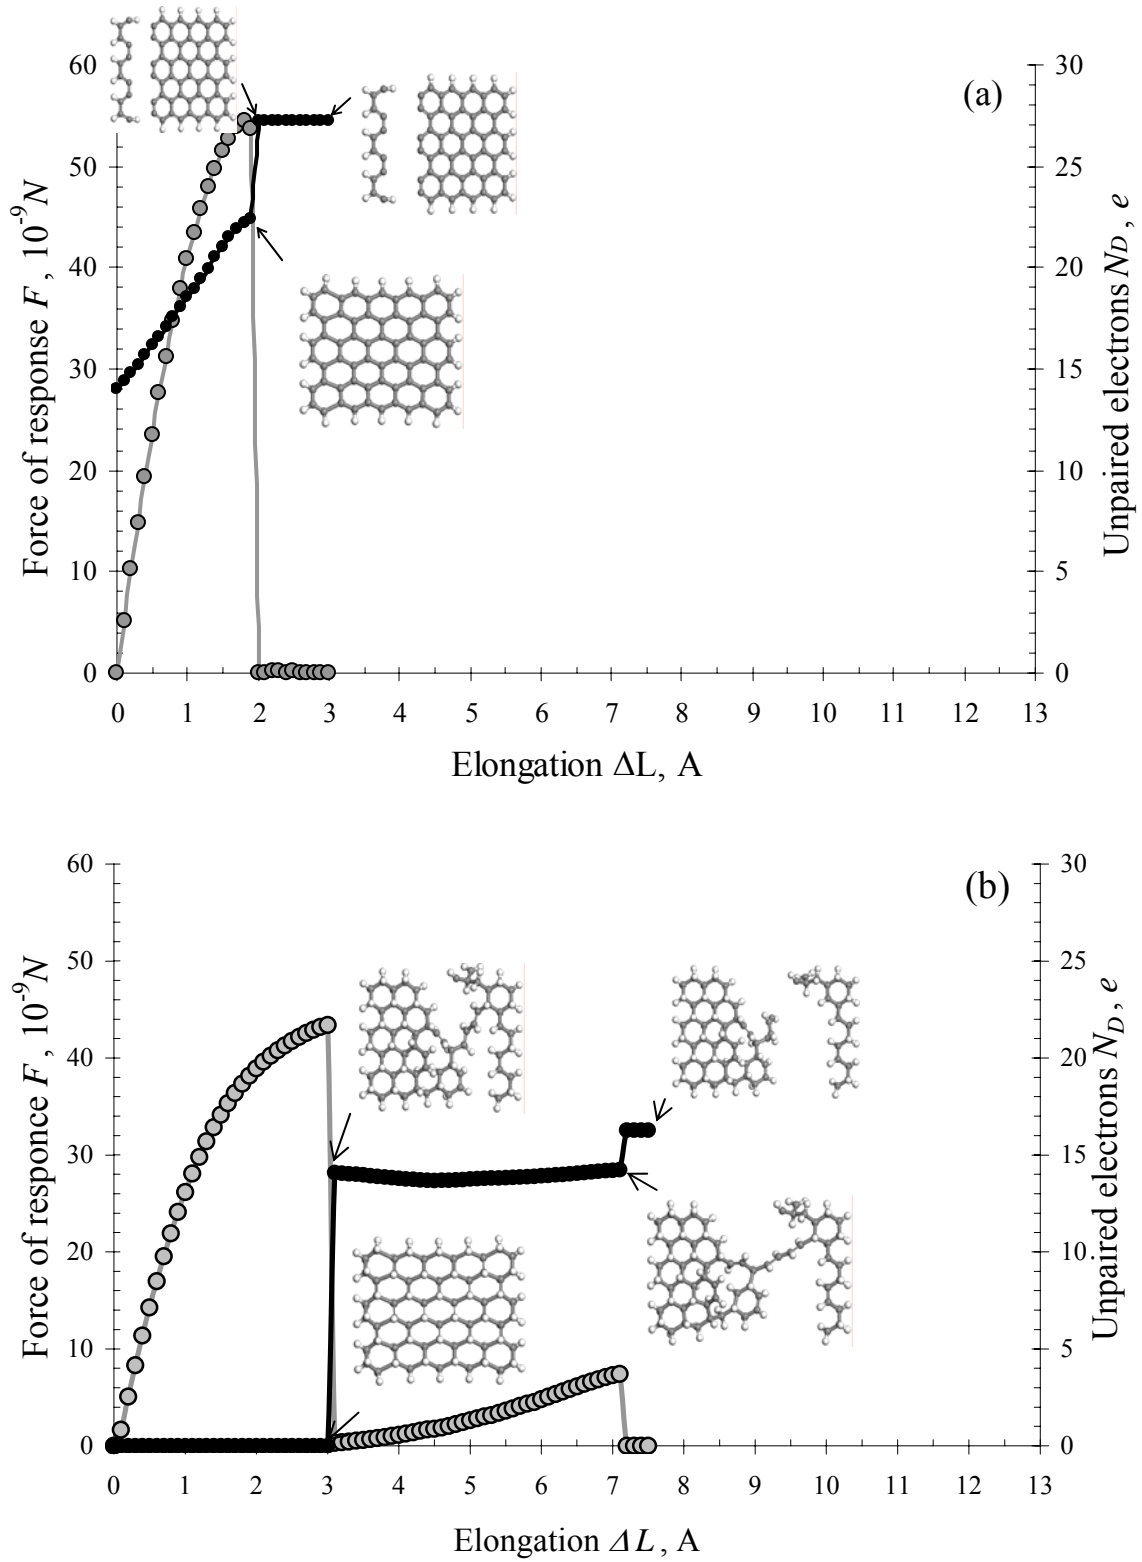 (a)
60
50
40
30
20
10
0
Force of response F , 10⁻⁹N
30
25
20
15
10
5
0
Unpaired electrons N_D , e
0 1 2 3 4 5 6 7 8 9 10 11 12 13
Elongation ΔL, A
(b)
60
50
40
30
20
10
0
Force of responce F , 10⁻⁹N
30
25
20
15
10
5
0
Unpaired electrons N_D, e
0 1 2 3 4 5 6 7 8 9 10 11 12 13
Elongation ΔL , A